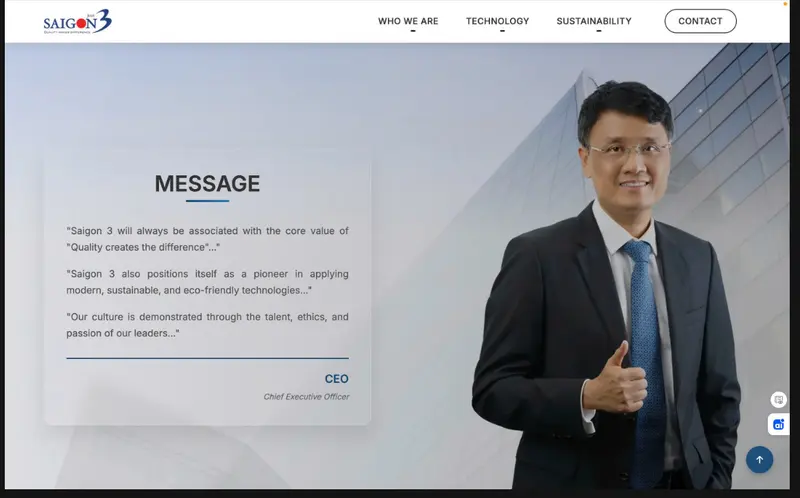 SAIGON 3
WHO WE ARE
TECHNOLOGY
SUSTAINABILITY
CONTACT
MESSAGE
"Saigon 3 will always be associated with the core value of
"Quality creates the difference"..."
"Saigon 3 also positions itself as a pioneer in applying
modern, sustainable, and eco-friendly technologies..."
"Our culture is demonstrated through the talent, ethics, and
passion of our leaders..."
CEO
Chief Executive Officer
ai